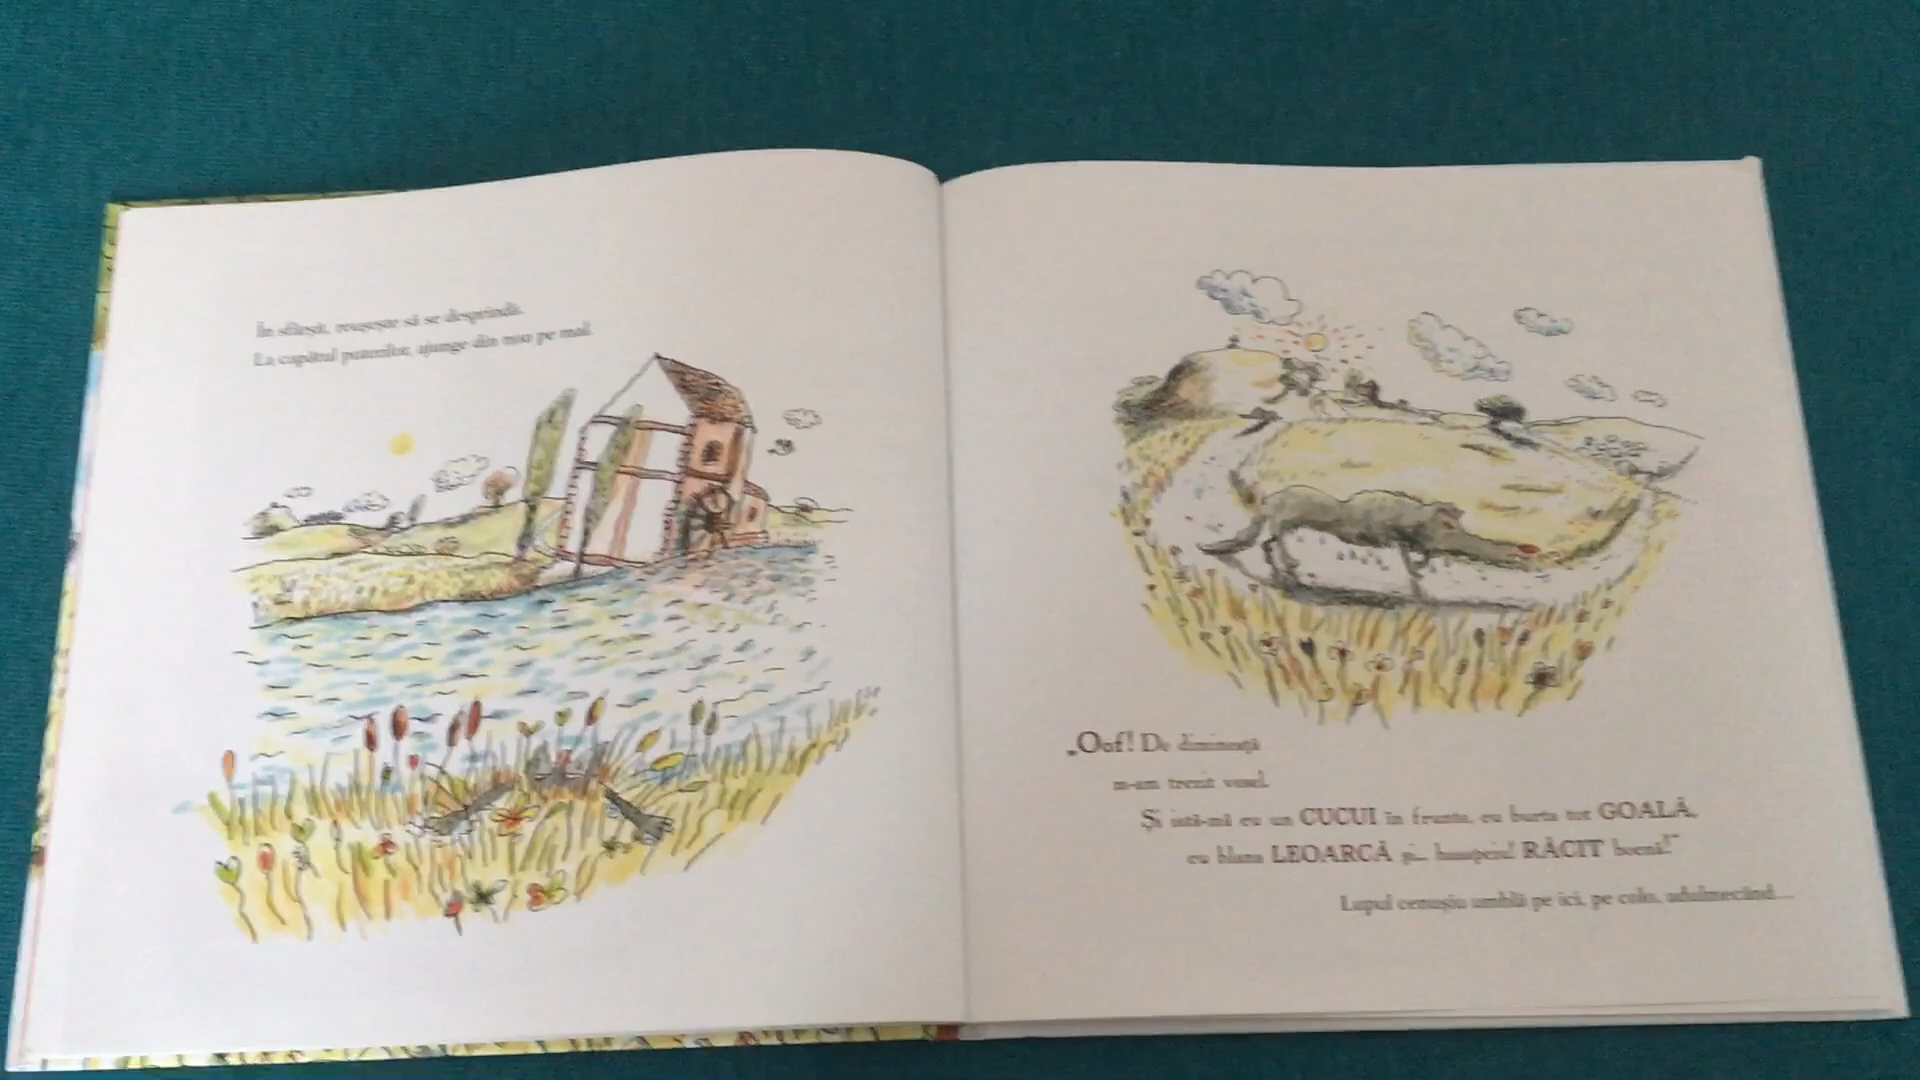 În sfârșit, reușește să se desprindă.
La capătul puterilor, ajunge din nou pe mal.
„Oof! De dimineață
m-am trezit vesel.
Și iată-mă cu un CUCUI în frunte, cu burta tot GOALĂ,
cu blana LEOARCĂ și... hapciu! RĂCIT bocnă!”
Lupul cenușiu umblă pe ici, pe colo, adulmecând...